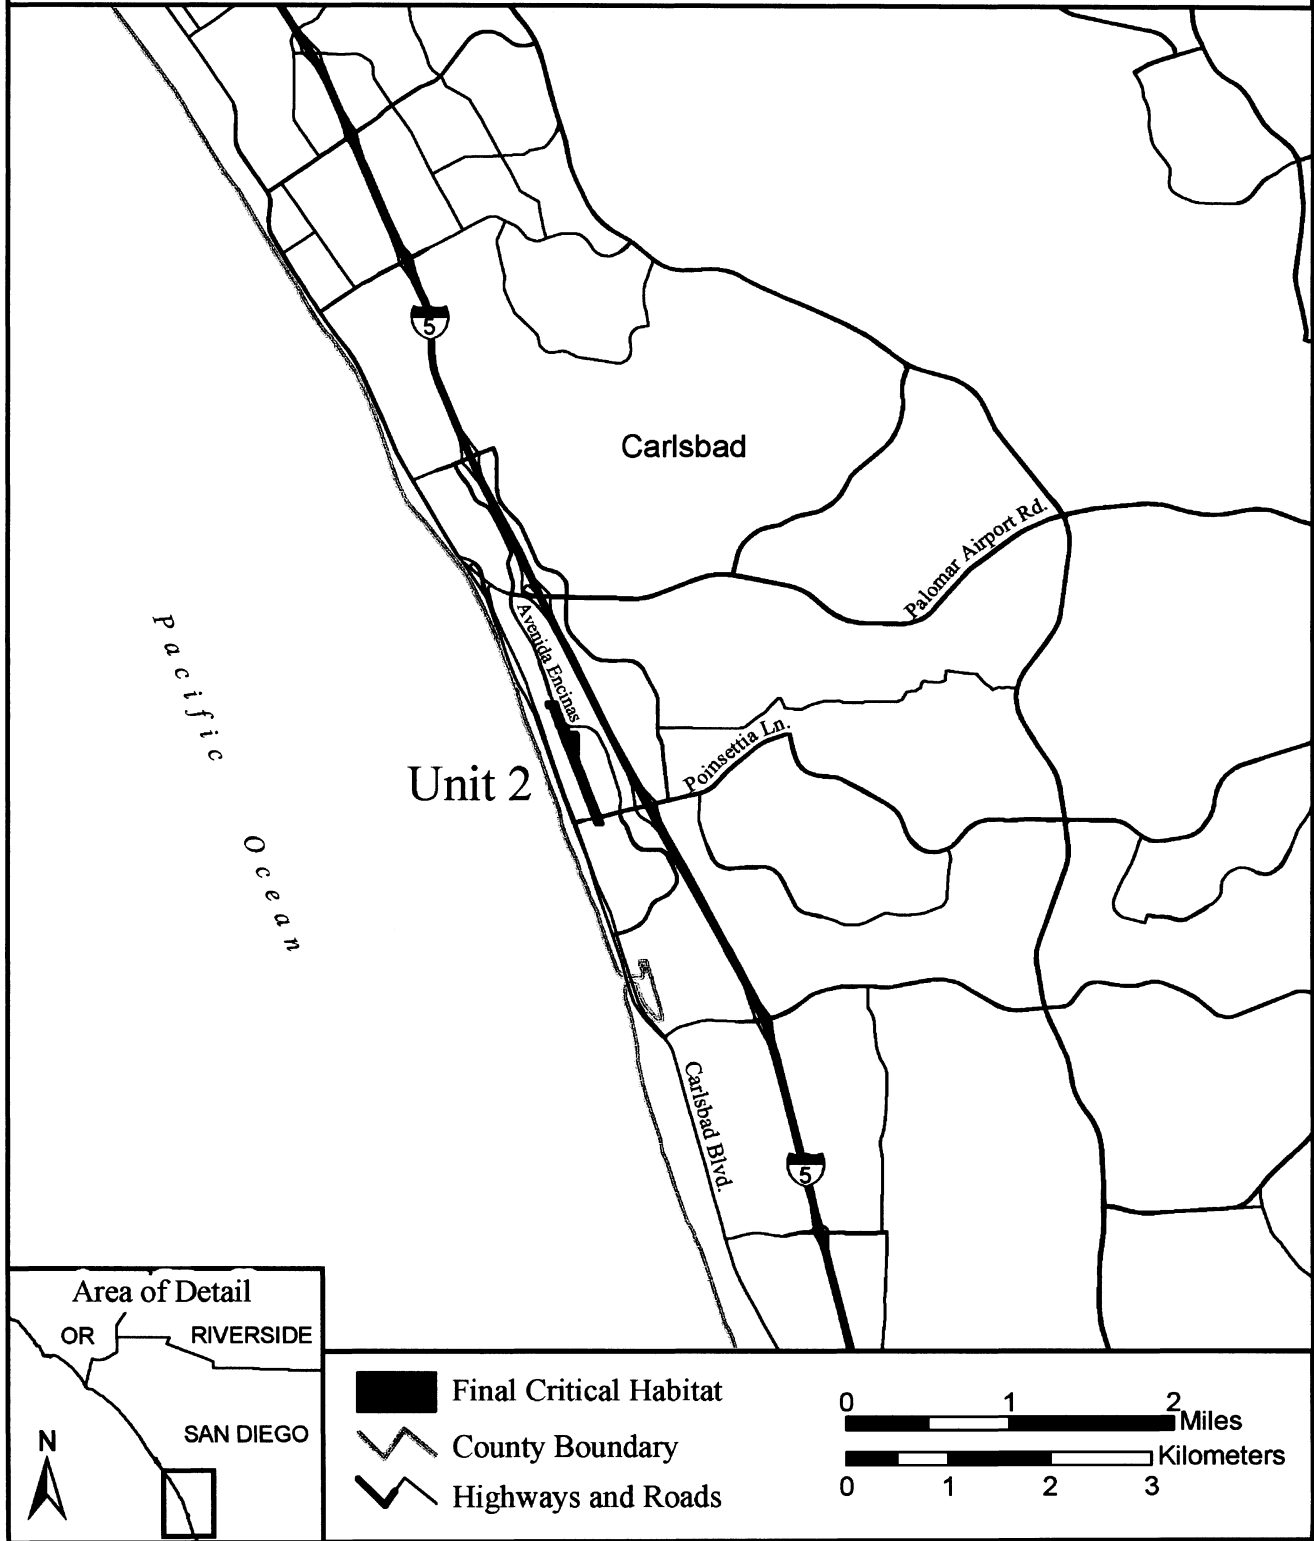 5
Carlsbad
Palomar Airport Rd.
Avenida Encinas
Pacific
Ocean
Poinsettia Ln.
Unit 2
Carlsbad Blvd.
5
Area of Detail
OR
RIVERSIDE
SAN DIEGO
N
Final Critical Habitat
County Boundary
Highways and Roads
0 1 2
Miles
Kilometers
0 1 2 3